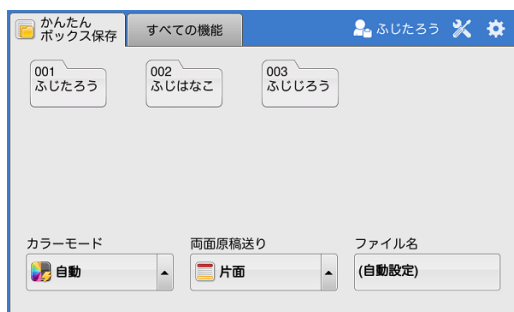 かんたん
ボックス保存
すべての機能
ふじたろう
001
ふじたろう
002
ふじはなこ
003
ふじじろう
カラーモード
両面原稿送り
ファイル名
自動
片面
(自動設定)